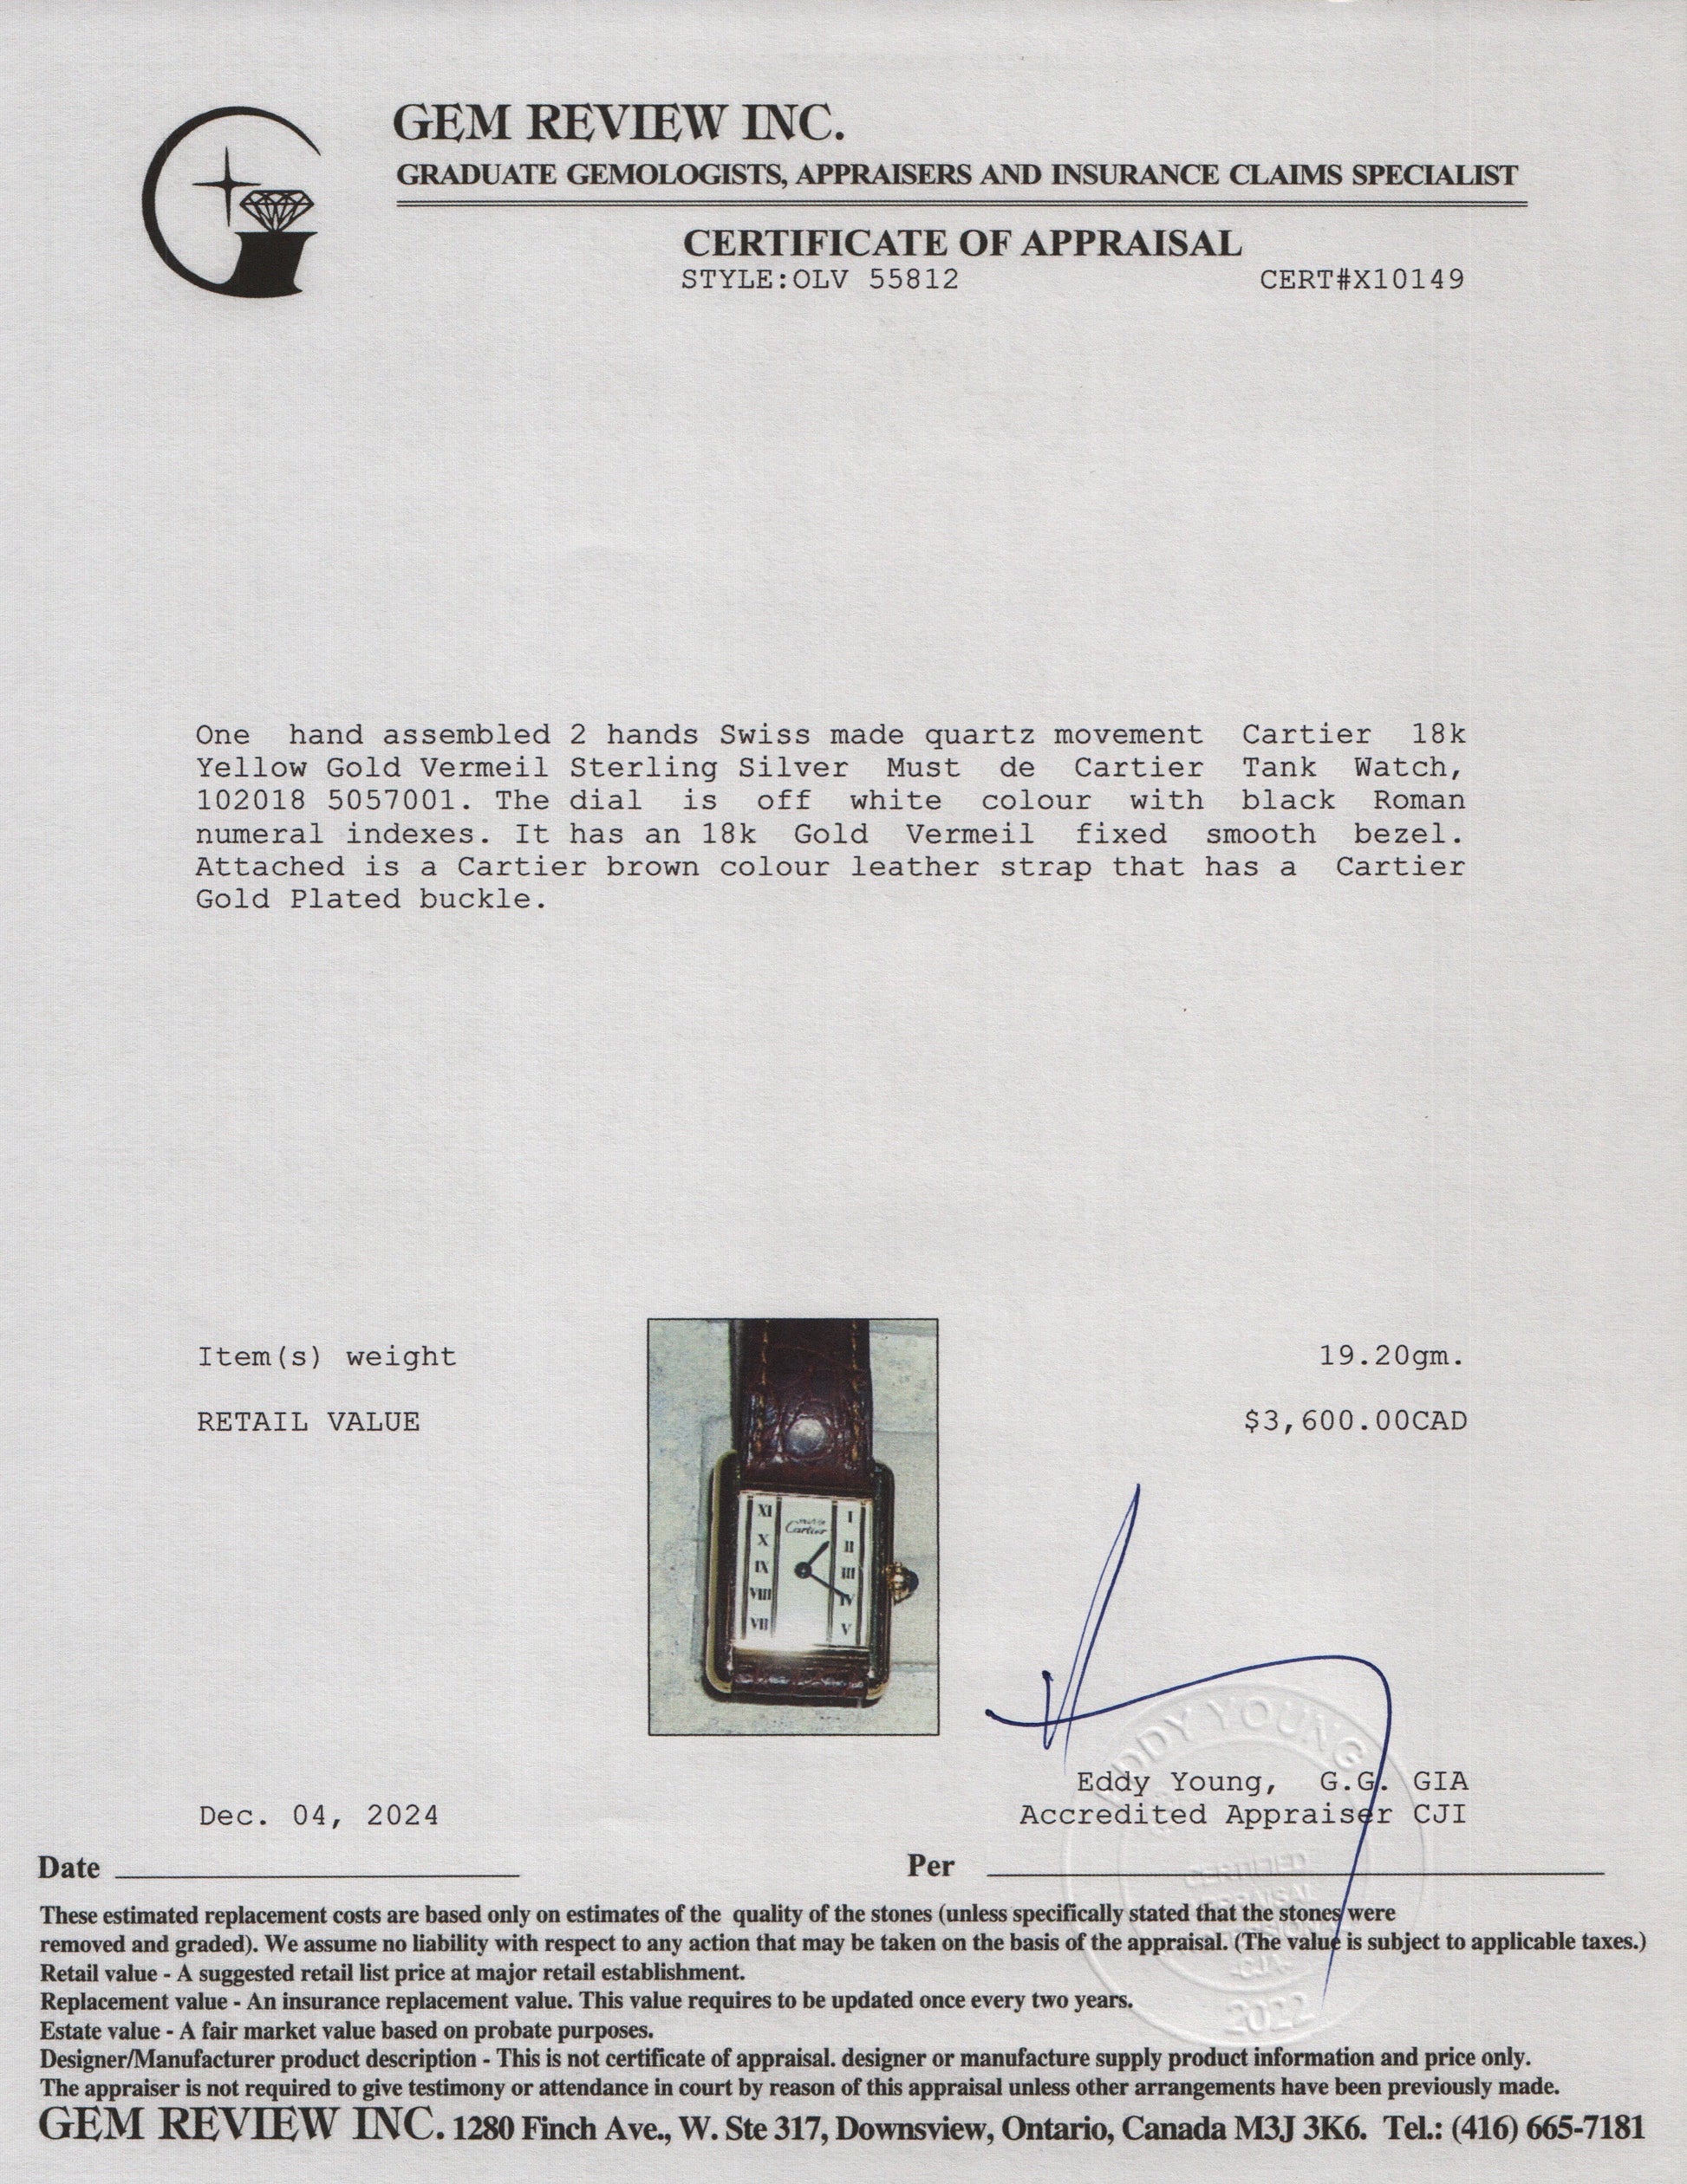 GEM REVIEW INC.
GRADUATE GEMOLOGISTS, APPRAISERS AND INSURANCE CLAIMS SPECIALIST
CERTIFICATE OF APPRAISAL
STYLE:OLV 55812 CERT#X10149
One hand assembled 2 hands Swiss made quartz movement Cartier 18k
Yellow Gold Vermeil Sterling Silver Must de Cartier Tank Watch,
102018 5057001. The dial is off white colour with black Roman
numeral indexes. It has an 18k Gold Vermeil fixed smooth bezel.
Attached is a Cartier brown colour leather strap that has a Cartier
Gold Plated buckle.
Item(s) weight 19.20gm.
RETAIL VALUE $3,600.00CAD
XI I
Cartier
X II
IX III
VIII IV
VII V
EDDY YOUNG
Eddy Young, G.G. GIA
Dec. 04, 2024 Accredited Appraiser CJI
Date Per
CERTIFIED
These estimated replacement costs are based only on estimates of the quality of the stones (unless specifically stated that the stones were
removed and graded). We assume no liability with respect to any action that may be taken on the basis of the appraisal. (The value is subject to applicable taxes.)
Retail value - A suggested retail list price at major retail establishment.
Replacement value - An insurance replacement value. This value requires to be updated once every two years.
2022
Estate value - A fair market value based on probate purposes.
Designer/Manufacturer product description - This is not certificate of appraisal. designer or manufacture supply product information and price only.
The appraiser is not required to give testimony or attendance in court by reason of this appraisal unless other arrangements have been previously made.
GEM REVIEW INC. 1280 Finch Ave., W. Ste 317, Downsview, Ontario, Canada M3J 3K6. Tel.: (416) 665-7181